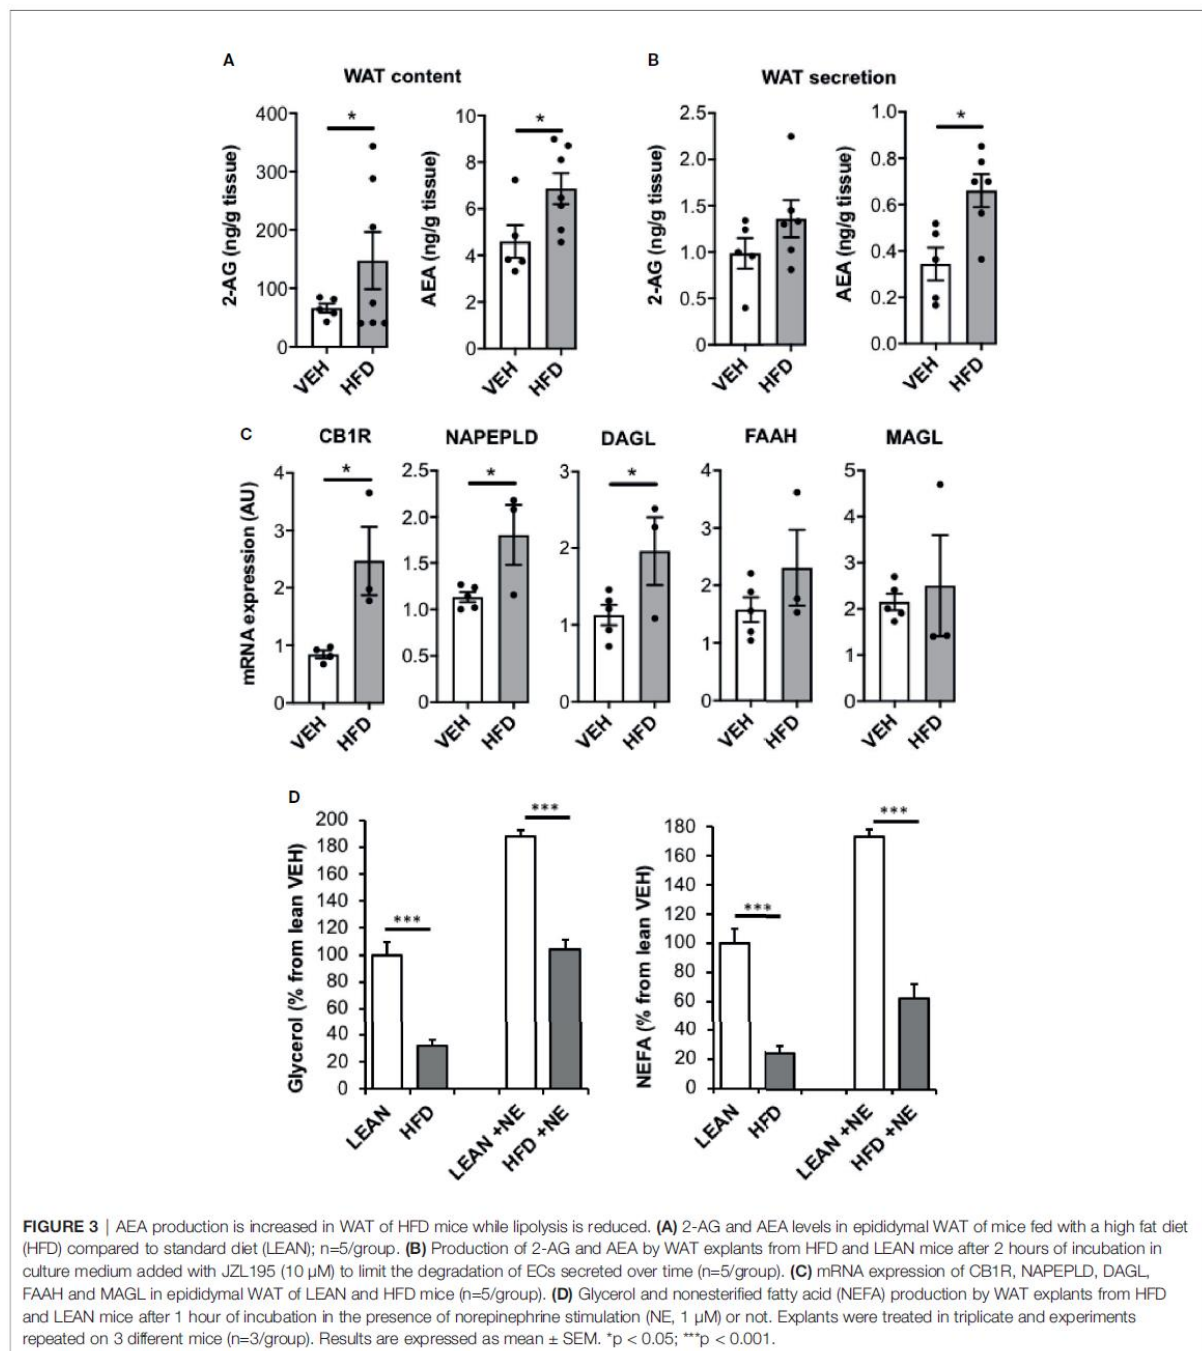 A
WAT content
B
WAT secretion
2-AG (ng/g tissue)
400
300
200
100
0
*
VEH
HFD
AEA (ng/g tissue)
10
8
6
4
2
0
*
VEH
HFD
2-AG (ng/g tissue)
2.5
2.0
1.5
1.0
0.5
0
VEH
HFD
AEA (ng/g tissue)
1.0
0.8
0.6
0.4
0.2
0.0
*
VEH
HFD
C
mRNA expression (AU)
CB1R
4
3
2
1
0
*
VEH
HFD
NAPEPLD
2.5
2.0
1.5
1.0
0.5
0
*
VEH
HFD
DAGL
3
2
1
0
*
VEH
HFD
FAAH
4
3
2
1
0
VEH
HFD
MAGL
5
4
3
2
1
0
VEH
HFD
D
Glycerol (% from lean VEH)
200
180
160
140
120
100
80
60
40
20
0
***
***
LEAN
HFD
LEAN +NE
HFD +NE
NEFA (% from lean VEH)
180
160
140
120
100
80
60
40
20
0
***
***
LEAN
HFD
LEAN +NE
HFD +NE
FIGURE 3 | AEA production is increased in WAT of HFD mice while lipolysis is reduced. (A) 2-AG and AEA levels in epididymal WAT of mice fed with a high fat diet
(HFD) compared to standard diet (LEAN); n=5/group. (B) Production of 2-AG and AEA by WAT explants from HFD and LEAN mice after 2 hours of incubation in
culture medium added with JZL195 (10 µM) to limit the degradation of ECs secreted over time (n=5/group). (C) mRNA expression of CB1R, NAPEPLD, DAGL,
FAAH and MAGL in epididymal WAT of LEAN and HFD mice (n=5/group). (D) Glycerol and nonesterified fatty acid (NEFA) production by WAT explants from HFD
and LEAN mice after 1 hour of incubation in the presence of norepinephrine stimulation (NE, 1 µM) or not. Explants were treated in triplicate and experiments
repeated on 3 different mice (n=3/group). Results are expressed as mean ± SEM. *p < 0.05; ***p < 0.001.